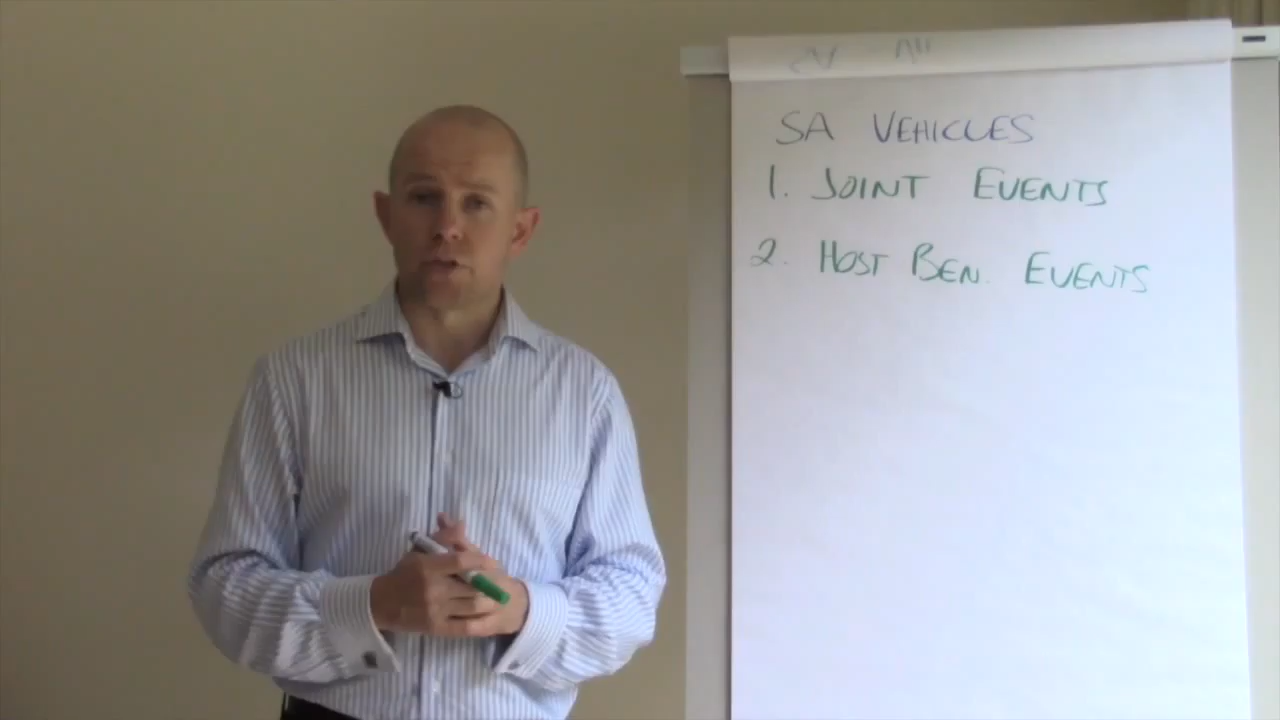 SA VEHICLES
1. JOINT EVENTS
2. HOST BEN. EVENTS